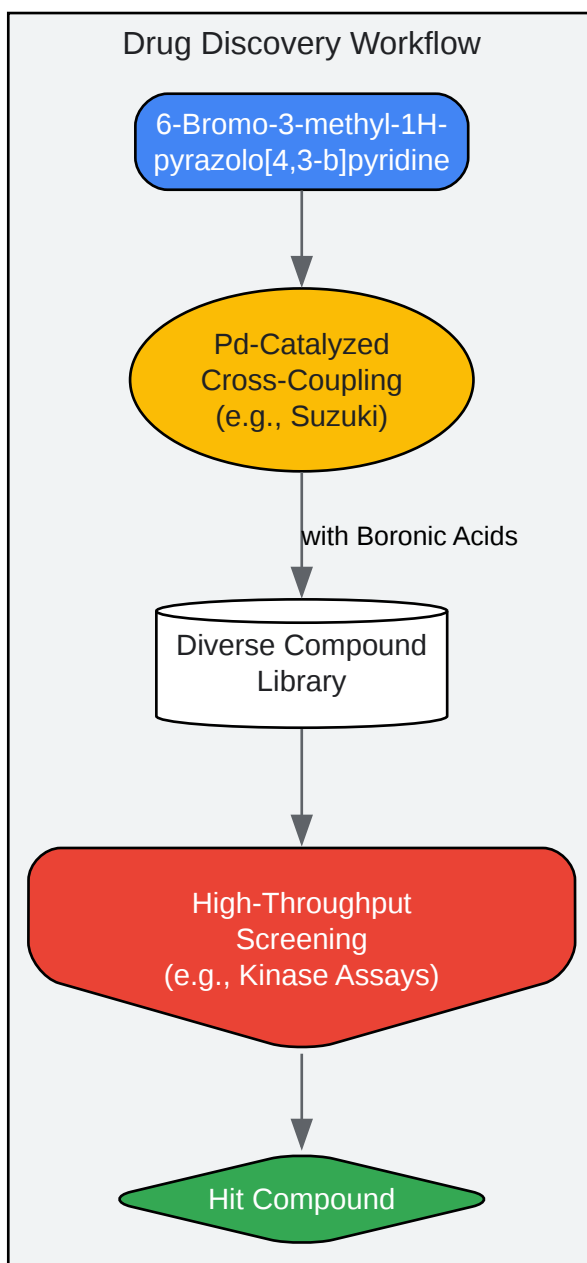 Drug Discovery Workflow
6-Bromo-3-methyl-1H-
pyrazolo[4,3-b]pyridine
Pd-Catalyzed
Cross-Coupling
(e.g., Suzuki)
with Boronic Acids
Diverse Compound
Library
High-Throughput
Screening
(e.g., Kinase Assays)
Hit Compound